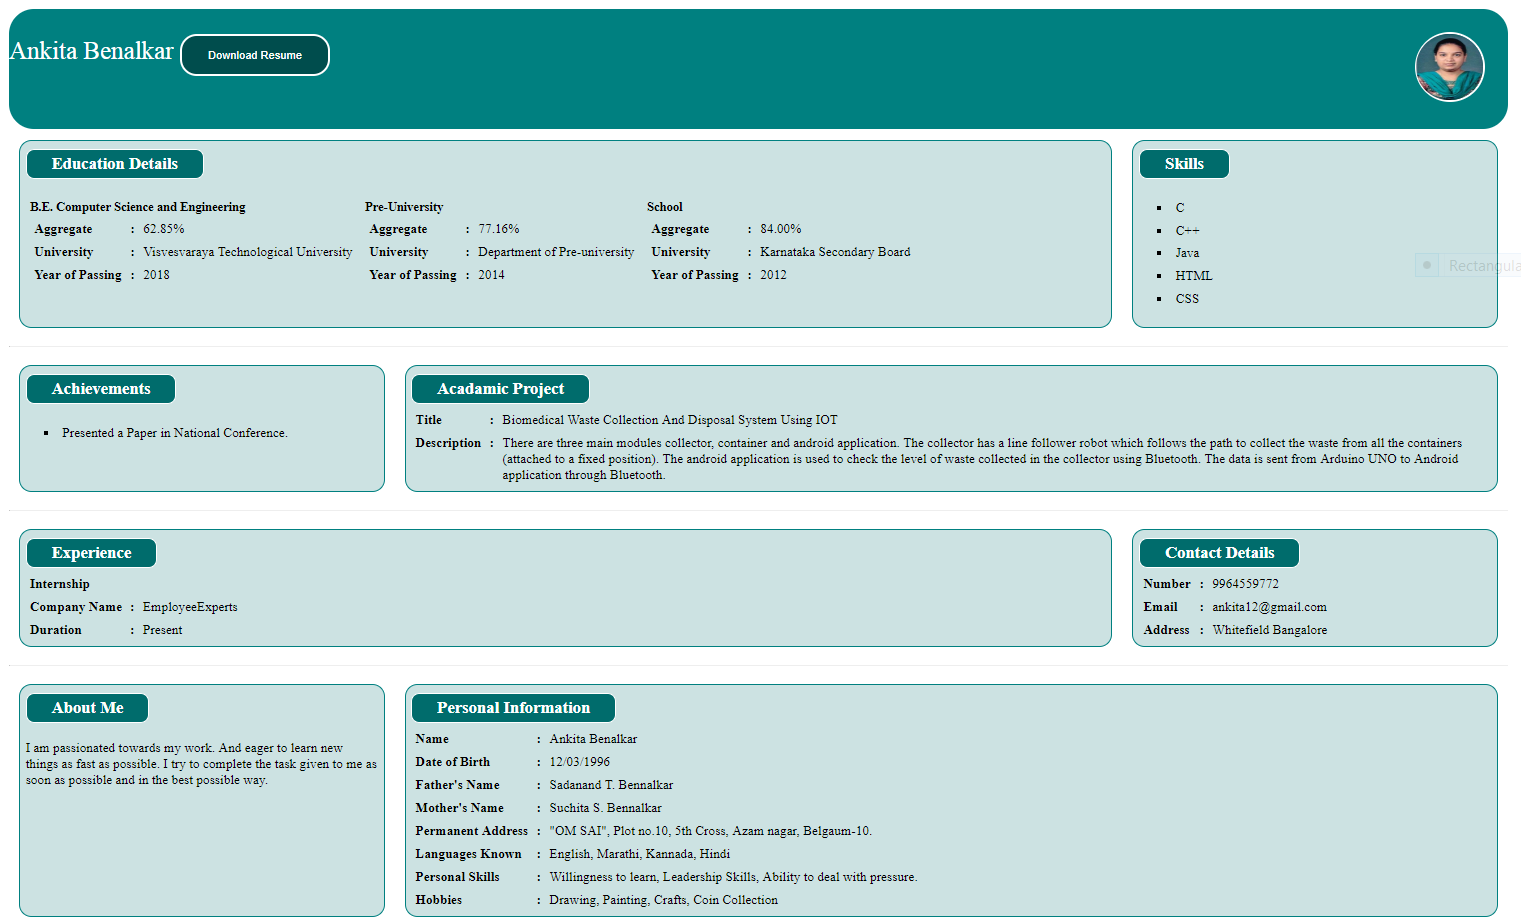 Ankita Benalkar
Download Resume
Education Details
B.E. Computer Science and Engineering
Aggregate : 62.85%
University : Visvesvaraya Technological University
Year of Passing : 2018
Pre-University
Aggregate : 77.16%
University : Department of Pre-university
Year of Passing : 2014
School
Aggregate : 84.00%
University : Karnataka Secondary Board
Year of Passing : 2012
Skills
C
C++
Java
HTML
CSS
Rectangula
Achievements
Presented a Paper in National Conference.
Acadamic Project
Title : Biomedical Waste Collection And Disposal System Using IOT
Description : There are three main modules collector, container and android application. The collector has a line follower robot which follows the path to collect the waste from all the containers
(attached to a fixed position). The android application is used to check the level of waste collected in the collector using Bluetooth. The data is sent from Arduino UNO to Android
application through Bluetooth.
Experience
Internship
Company Name : EmployeeExperts
Duration : Present
Contact Details
Number : 9964559772
Email : ankita12@gmail.com
Address : Whitefield Bangalore
About Me
I am passionated towards my work. And eager to learn new
things as fast as possible. I try to complete the task given to me as
soon as possible and in the best possible way.
Personal Information
Name : Ankita Benalkar
Date of Birth : 12/03/1996
Father's Name : Sadanand T. Bennalkar
Mother's Name : Suchita S. Bennalkar
Permanent Address : "OM SAI", Plot no.10, 5th Cross, Azam nagar, Belgaum-10.
Languages Known : English, Marathi, Kannada, Hindi
Personal Skills : Willingness to learn, Leadership Skills, Ability to deal with pressure.
Hobbies : Drawing, Painting, Crafts, Coin Collection